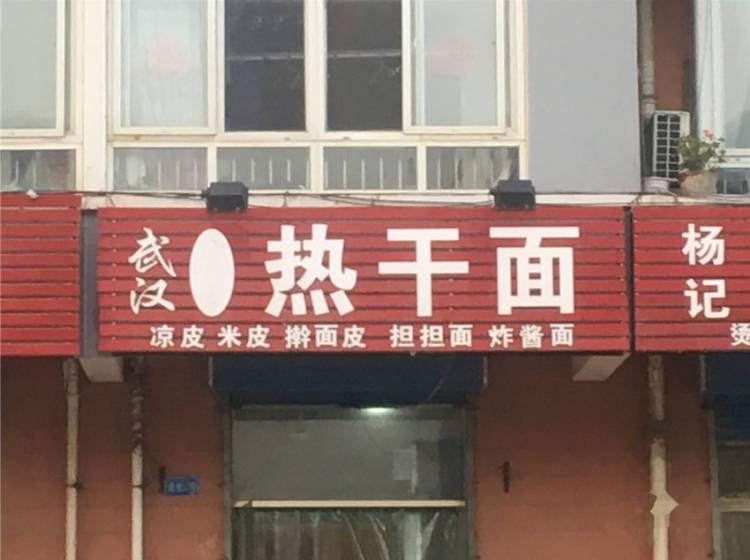 武汉 热干面
凉皮 米皮 擀面皮 担担面 炸酱面
杨记